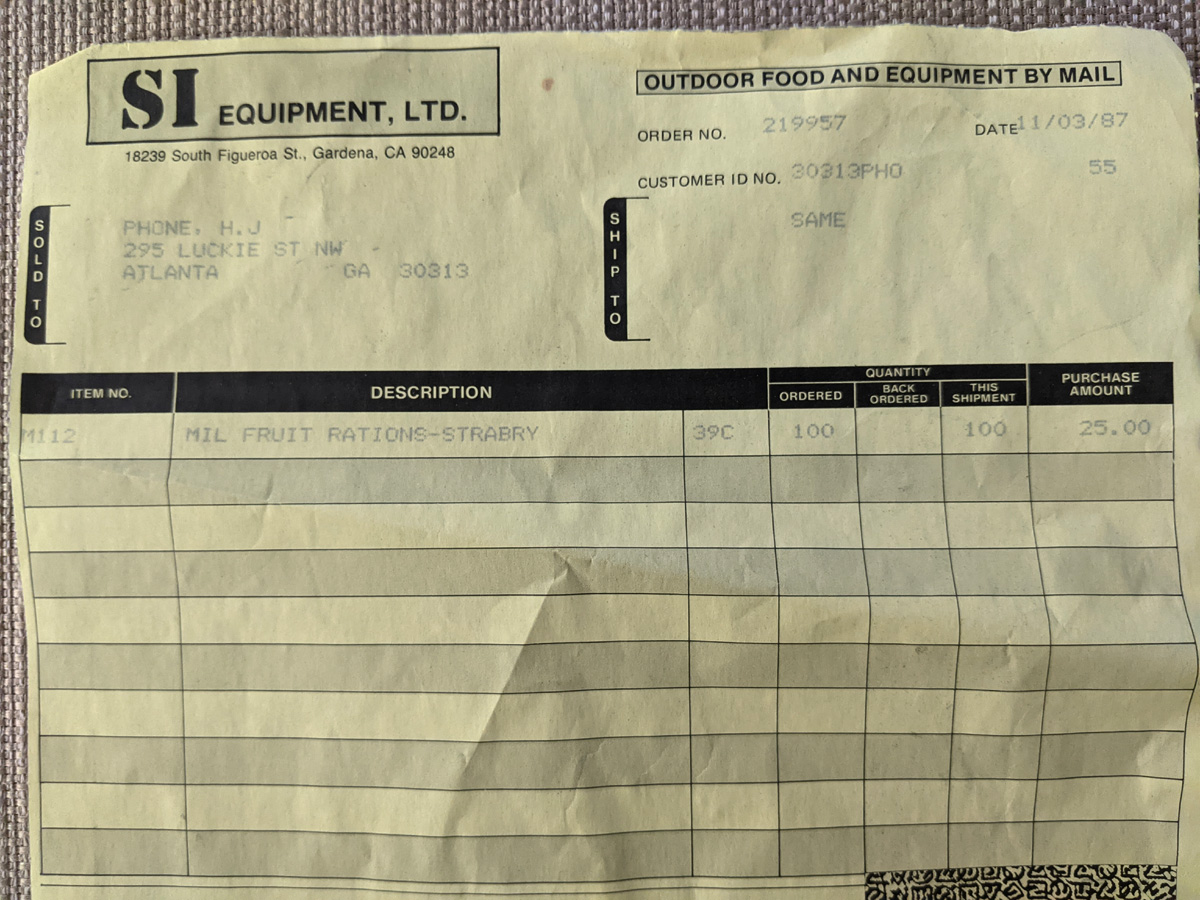 SI EQUIPMENT, LTD.
18239 South Figueroa St., Gardena, CA 90248
OUTDOOR FOOD AND EQUIPMENT BY MAIL
ORDER NO. 219957 DATE 11/03/87
CUSTOMER ID NO. 30313PHO 55
SOLD TO
PHONE, H.J
295 LUCKIE ST NW
ATLANTA GA 30313
SHIP TO
SAME
ITEM NO. DESCRIPTION QUANTITY ORDERED BACK ORDERED THIS SHIPMENT PURCHASE AMOUNT
M112 MIL FRUIT RATIONS-STRABRY 39C 100 100 25.00